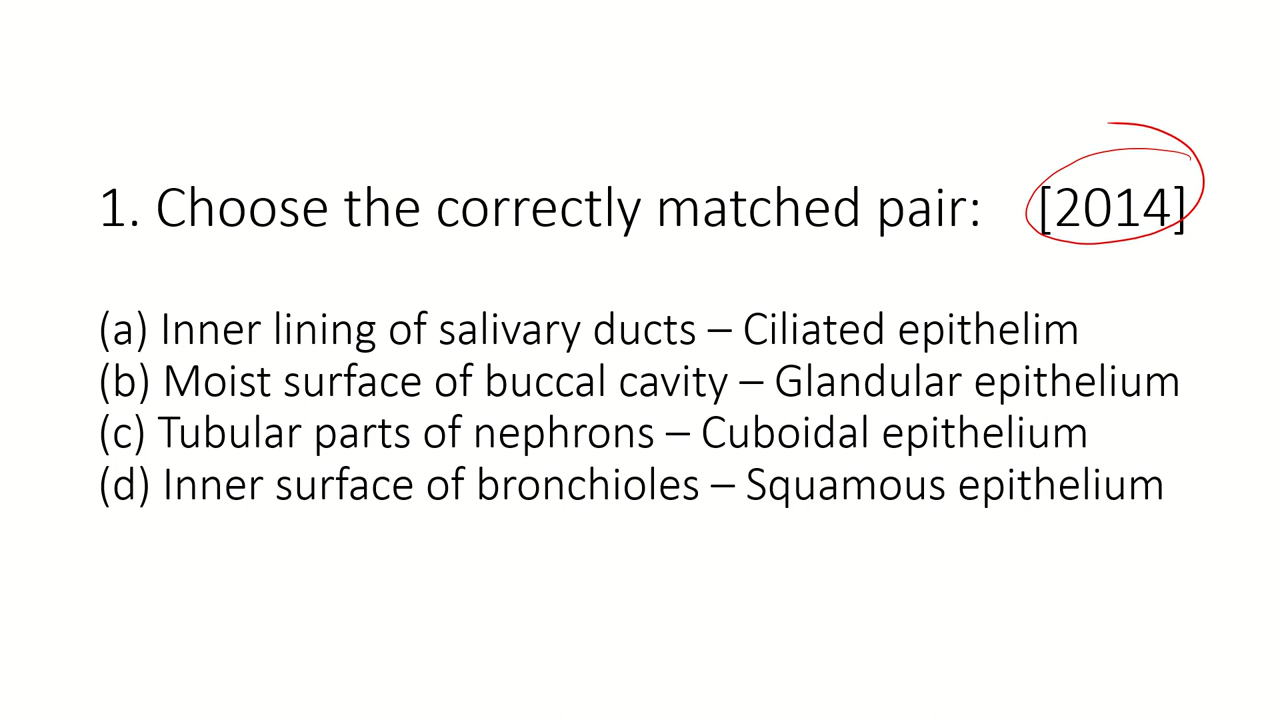 1. Choose the correctly matched pair: [2014]
(a) Inner lining of salivary ducts – Ciliated epithelim
(b) Moist surface of buccal cavity – Glandular epithelium
(c) Tubular parts of nephrons – Cuboidal epithelium
(d) Inner surface of bronchioles – Squamous epithelium